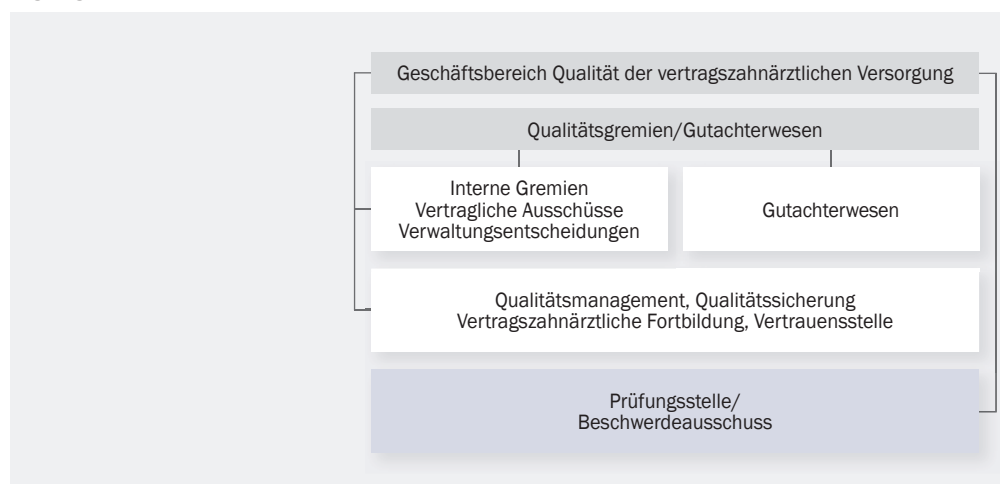 Geschäftsbereich Qualität der vertragszahnärztlichen Versorgung
Qualitätsgremien/Gutachterwesen
Interne Gremien
Vertragliche Ausschüsse
Verwaltungsentscheidungen
Gutachterwesen
Qualitätsmanagement, Qualitätssicherung
Vertragszahnärztliche Fortbildung, Vertrauensstelle
Prüfungsstelle/
Beschwerdeausschuss